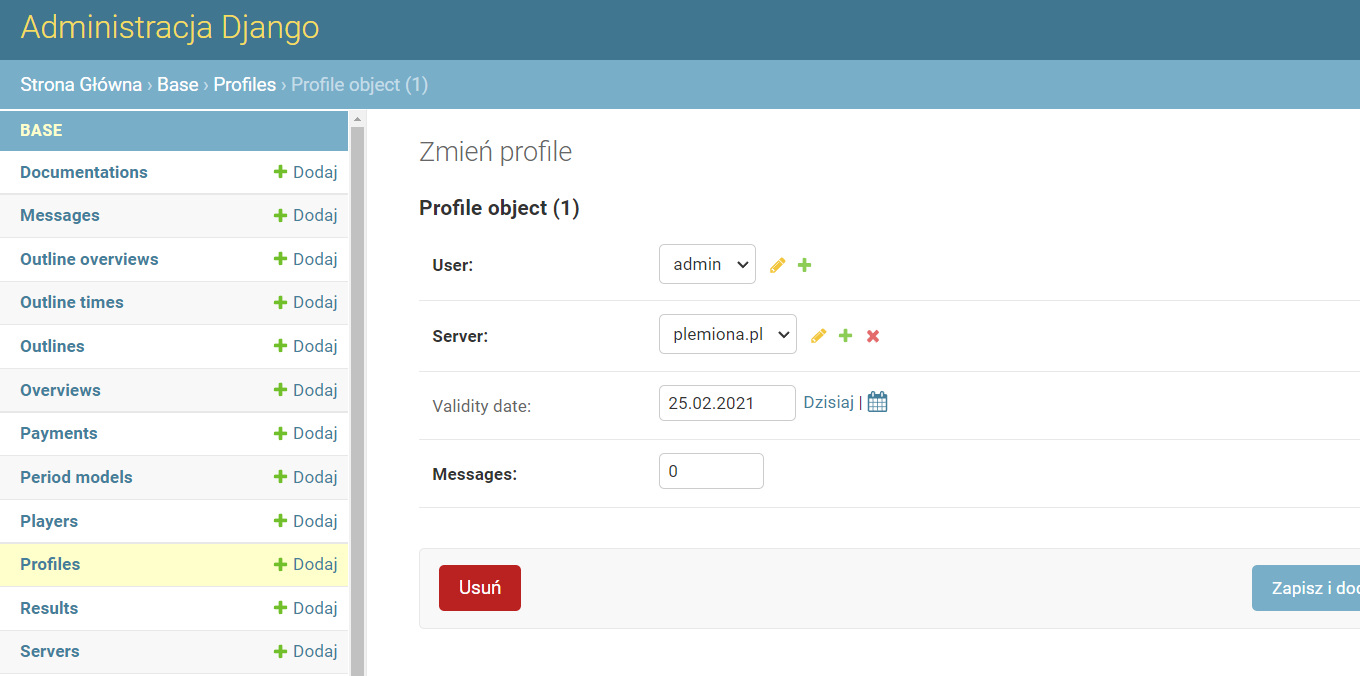 Administracja Django
Strona Główna › Base › Profiles › Profile object (1)
BASE
Documentations Dodaj
Messages Dodaj
Outline overviews Dodaj
Outline times Dodaj
Outlines Dodaj
Overviews Dodaj
Payments Dodaj
Period models Dodaj
Players Dodaj
Profiles Dodaj
Results Dodaj
Servers Dodaj
Zmień profile
Profile object (1)
User: admin
Server: plemiona.pl
Validity date: 25.02.2021 Dzisiaj |
Messages: 0
Usuń
Zapisz i